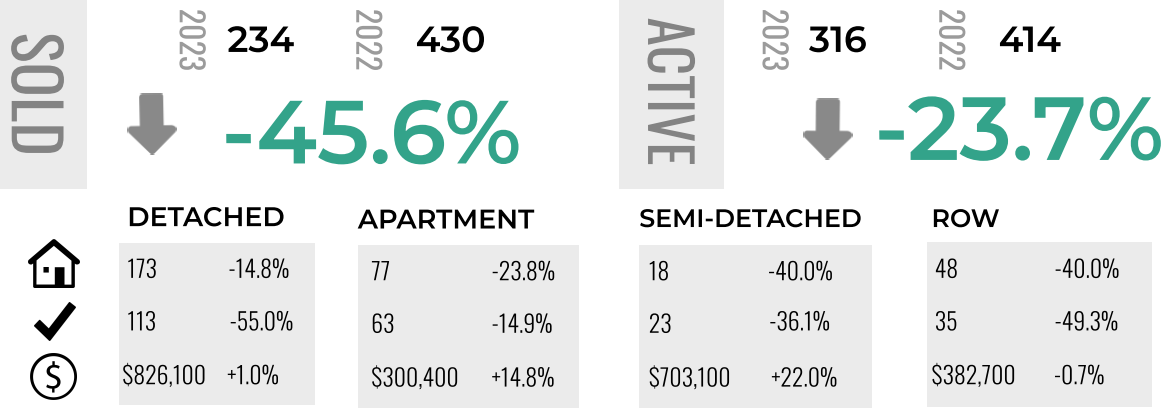 SOLD
2023 234 2022 430
-45.6%
ACTIVE
2023 316 2022 414
-23.7%
DETACHED APARTMENT SEMI-DETACHED ROW
173 -14.8% 77 -23.8% 18 -40.0% 48 -40.0%
113 -55.0% 63 -14.9% 23 -36.1% 35 -49.3%
$ $826,100 +1.0% $300,400 +14.8% $703,100 +22.0% $382,700 -0.7%